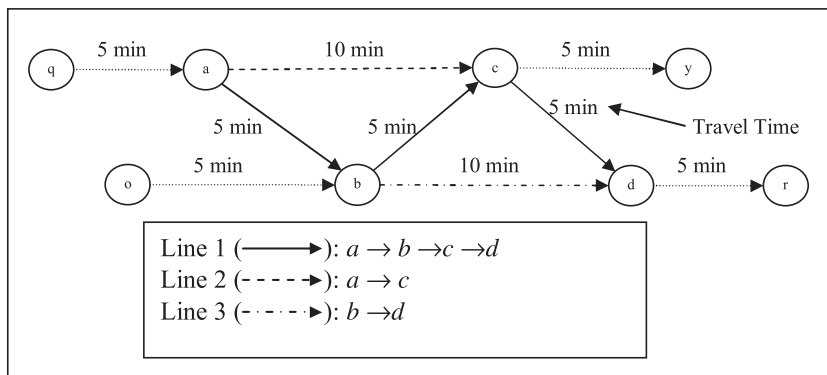 5 min 10 min 5 min
q a c y
5 min 5 min 5 min
Travel Time
5 min 10 min 5 min
o b d r
Line 1 (→): a → b →c →d
Line 2 (→): a → c
Line 3 (→): b →d